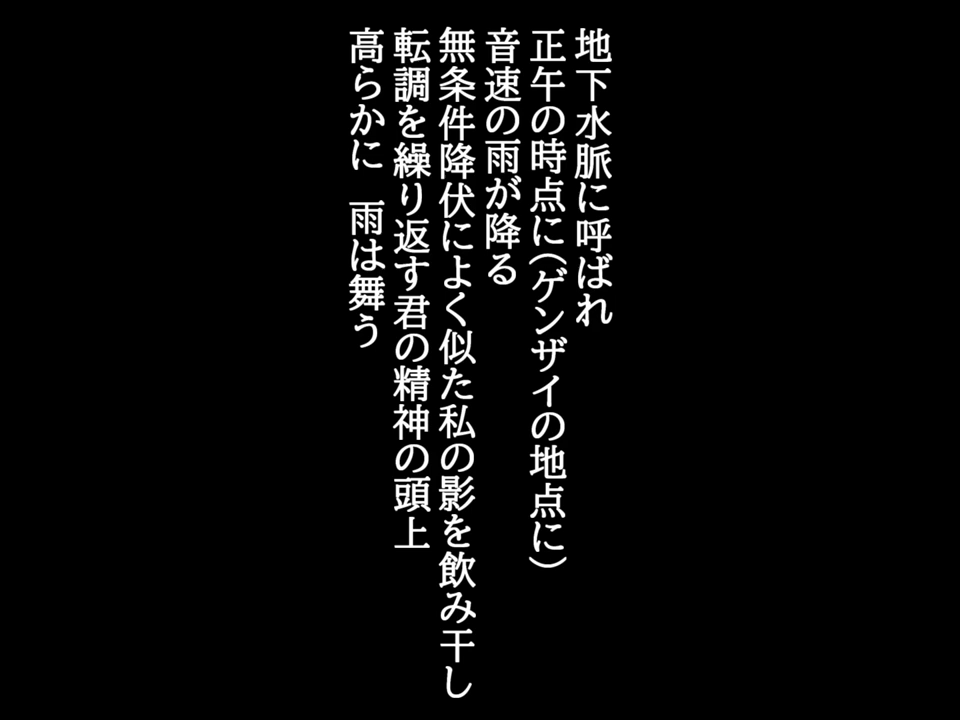 地下水脈に呼ばれ
正午の時点に(ゲンザイの地点に)
音速の雨が降る
無条件降伏によく似た私の影を飲み干し
転調を繰り返す君の精神の頭上
高らかに　雨は舞う